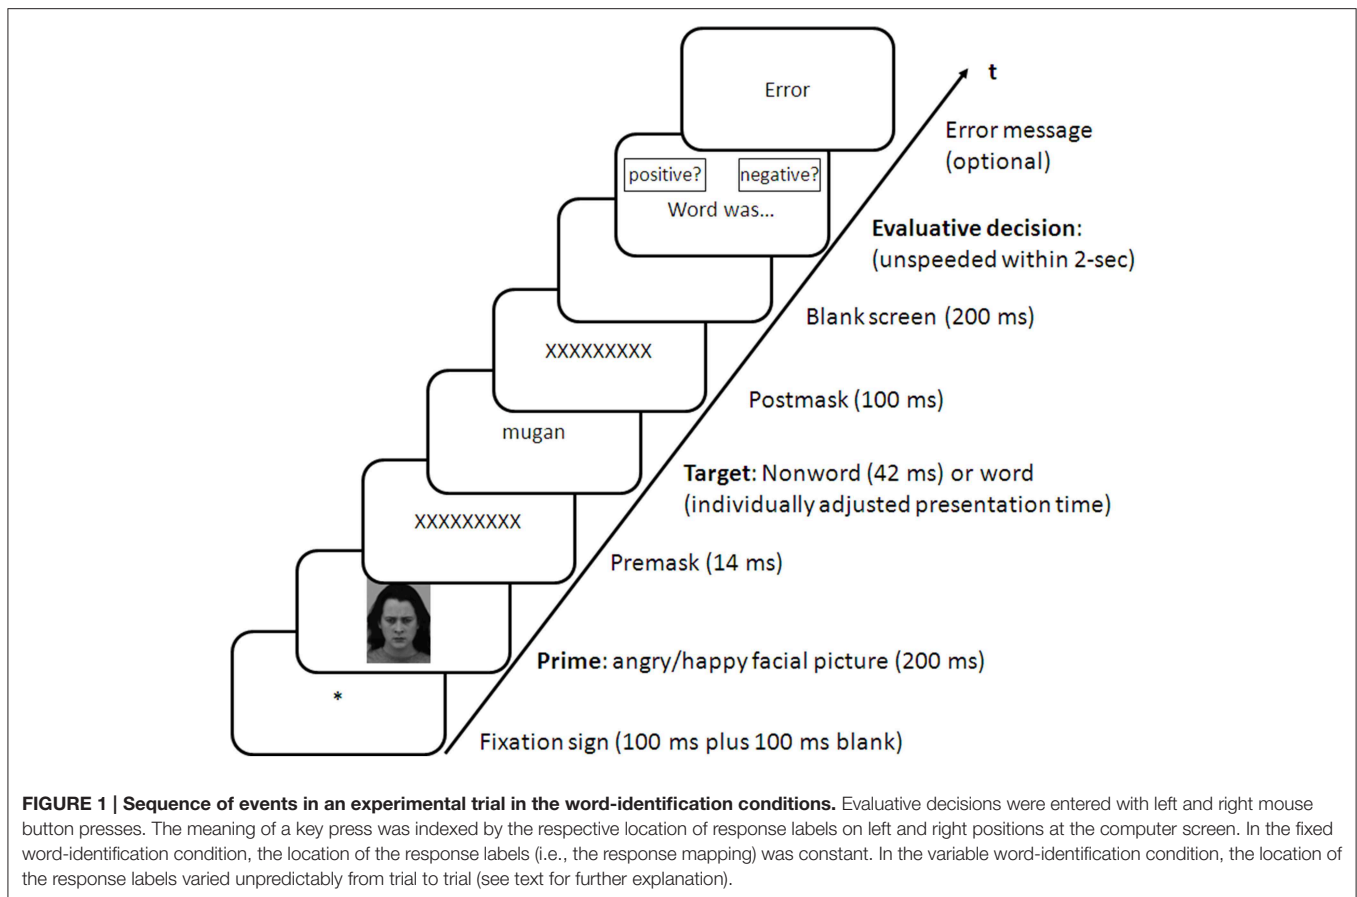 Error
t
Error message
(optional)
positive? negative?
Word was...
Evaluative decision:
(unspeeded within 2-sec)
Blank screen (200 ms)
XXXXXXXXX
Postmask (100 ms)
mugan
Target: Nonword (42 ms) or word
(individually adjusted presentation time)
XXXXXXXXX
Premask (14 ms)
Prime: angry/happy facial picture (200 ms)
*
Fixation sign (100 ms plus 100 ms blank)
FIGURE 1 | Sequence of events in an experimental trial in the word-identification conditions. Evaluative decisions were entered with left and right mouse
button presses. The meaning of a key press was indexed by the respective location of response labels on left and right positions at the computer screen. In the fixed
word-identification condition, the location of the response labels (i.e., the response mapping) was constant. In the variable word-identification condition, the location of
the response labels varied unpredictably from trial to trial (see text for further explanation).